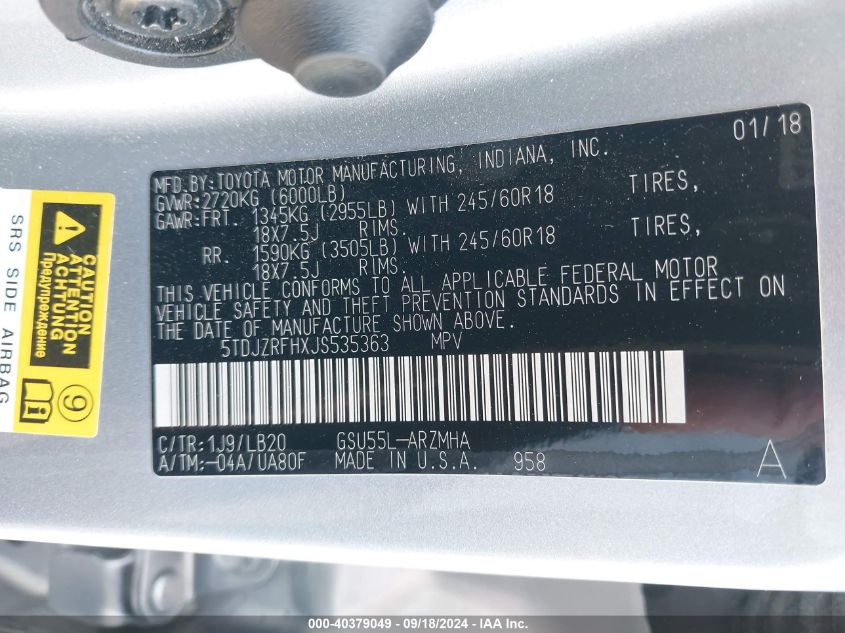 01/18
MFD.BY:TOYOTA MOTOR MANUFACTURING, INDIANA, INC.
GVWR:2720KG (6000LB)
GAWR:FRT. 1345KG (2955LB) WITH 245/60R18 TIRES,
18X7.5J RIMS.
RR. 1590KG (3505LB) WITH 245/60R18 TIRES,
18X7.5J RIMS.
THIS VEHICLE CONFORMS TO ALL APPLICABLE FEDERAL MOTOR
VEHICLE SAFETY AND THEFT PREVENTION STANDARDS IN EFFECT ON
THE DATE OF MANUFACTURE SHOWN ABOVE.
5TDJZRFHXJS535363 MPV
C/TR:1J9/LB20 GSU55L-ARZMHA
A/TM:-04A/UA80F MADE IN U.S.A. 958 A
CAUTION
ATTENTION
ACHTUNG
Предупреждение
SRS SIDE AIRBAG
9
i
000-40379049 - 09/18/2024 - IAA Inc.